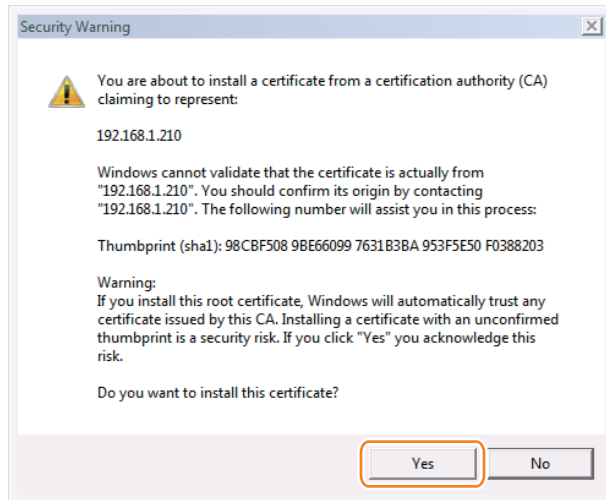 Security Warning
You are about to install a certificate from a certification authority (CA)
claiming to represent:
192.168.1.210
Windows cannot validate that the certificate is actually from
"192.168.1.210". You should confirm its origin by contacting
"192.168.1.210". The following number will assist you in this process:
Thumbprint (sha1): 98CBF508 9BE66099 7631B3BA 953F5E50 F0388203
Warning:
If you install this root certificate, Windows will automatically trust any
certificate issued by this CA. Installing a certificate with an unconfirmed
thumbprint is a security risk. If you click "Yes" you acknowledge this
risk.
Do you want to install this certificate?
Yes No